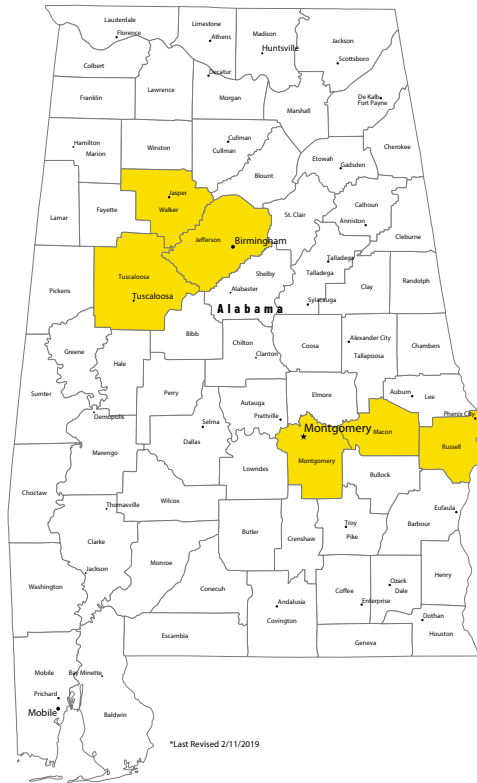 Lauderdale
Florence
Limestone
Athens
Madison
Huntsville
Jackson
Scottsboro
Colbert
Decatur
Franklin
Lawrence
Morgan
Marshall
De Kalb
Fort Payne
Hamilton
Marion
Winston
Cullman
Cullman
Etowah
Gadsden
Cherokee
Blount
Jasper
Walker
Fayette
Lamar
St. Clair
Calhoun
Anniston
Jefferson
Birmingham
Cleburne
Talladega
Talladega
Tuscaloosa
Tuscaloosa
Shelby
Alabaster
Clay
Randolph
Pickens
Sylacauga
Alabama
Bibb
Chilton
Clanton
Coosa
Alexander City
Tallapoosa
Chambers
Greene
Hale
Sumter
Perry
Autauga
Prattville
Elmore
Auburn
Lee
Phenix City
Demopolis
Selma
Dallas
Montgomery
Macon
Russell
Marengo
Lowndes
Montgomery
Bullock
Choctaw
Thomasville
Wilcox
Eufaula
Barbour
Butler
Crenshaw
Troy
Pike
Clarke
Jackson
Monroe
Conecuh
Washington
Andalusia
Covington
Coffee
Enterprise
Ozark
Dale
Henry
Dothan
Houston
Escambia
Geneva
Mobile
Bay Minette
Prichard
Mobile
Baldwin
*Last Revised 2/11/2019